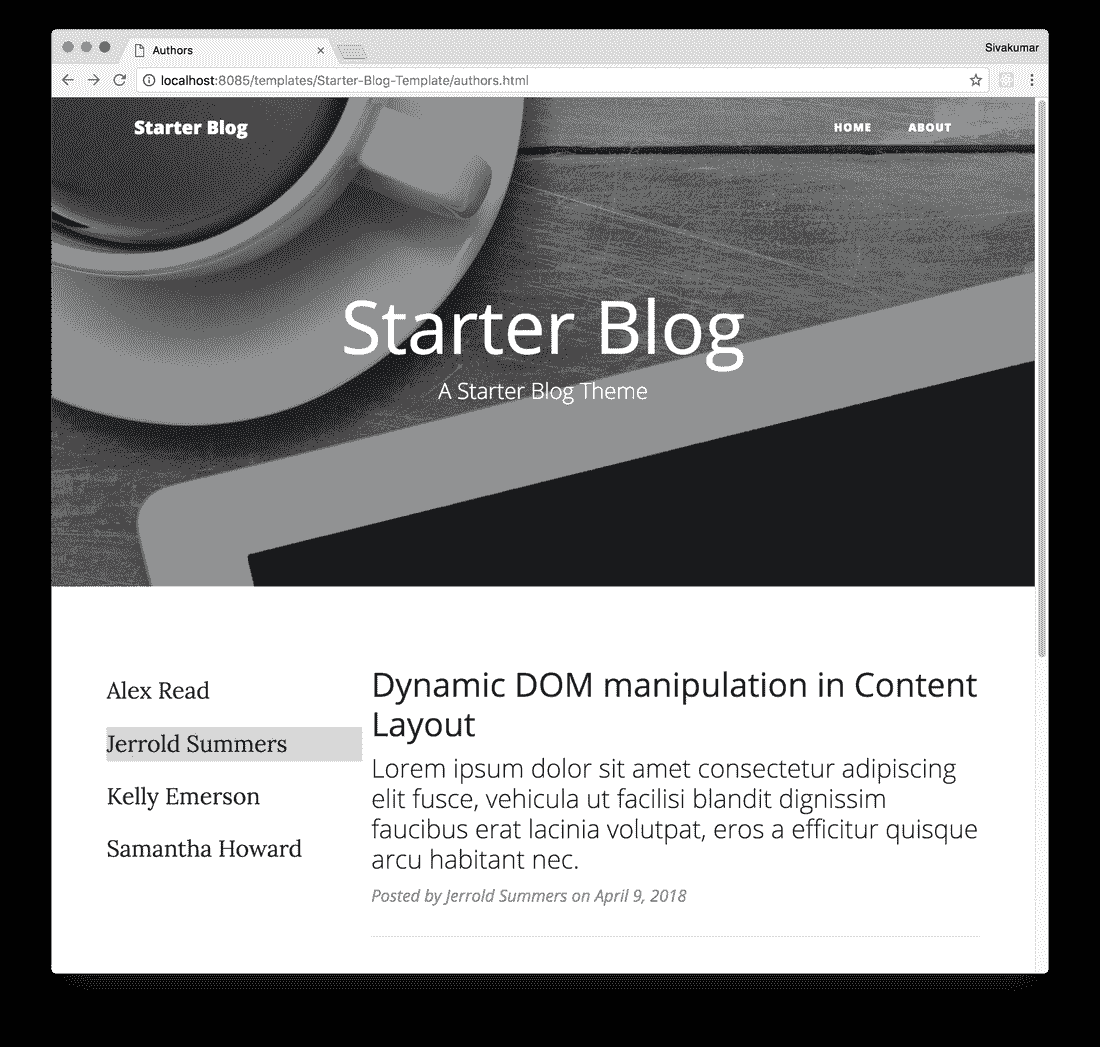 Authors
Sivakumar
localhost:8085/templates/Starter-Blog-Template/authors.html
Starter Blog
HOME ABOUT
Starter Blog
A Starter Blog Theme
Alex Read
Jerrold Summers
Kelly Emerson
Samantha Howard
Dynamic DOM manipulation in Content
Layout
Lorem ipsum dolor sit amet consectetur adipiscing
elit fusce, vehicula ut facilisi blandit dignissim
faucibus erat lacinia volutpat, eros a efficitur quisque
arcu habitant nec.
Posted by Jerrold Summers on April 9, 2018